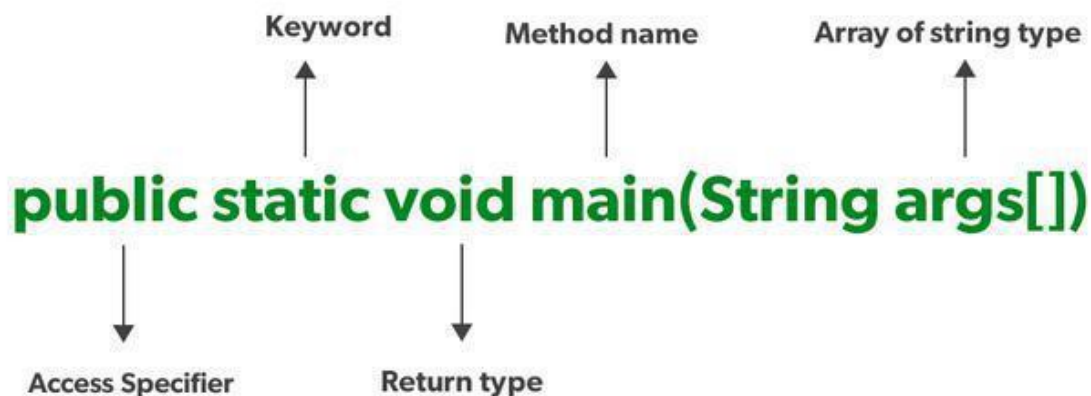 Keyword Method name Array of string type
public static void main(String args[])
Access Specifier Return type